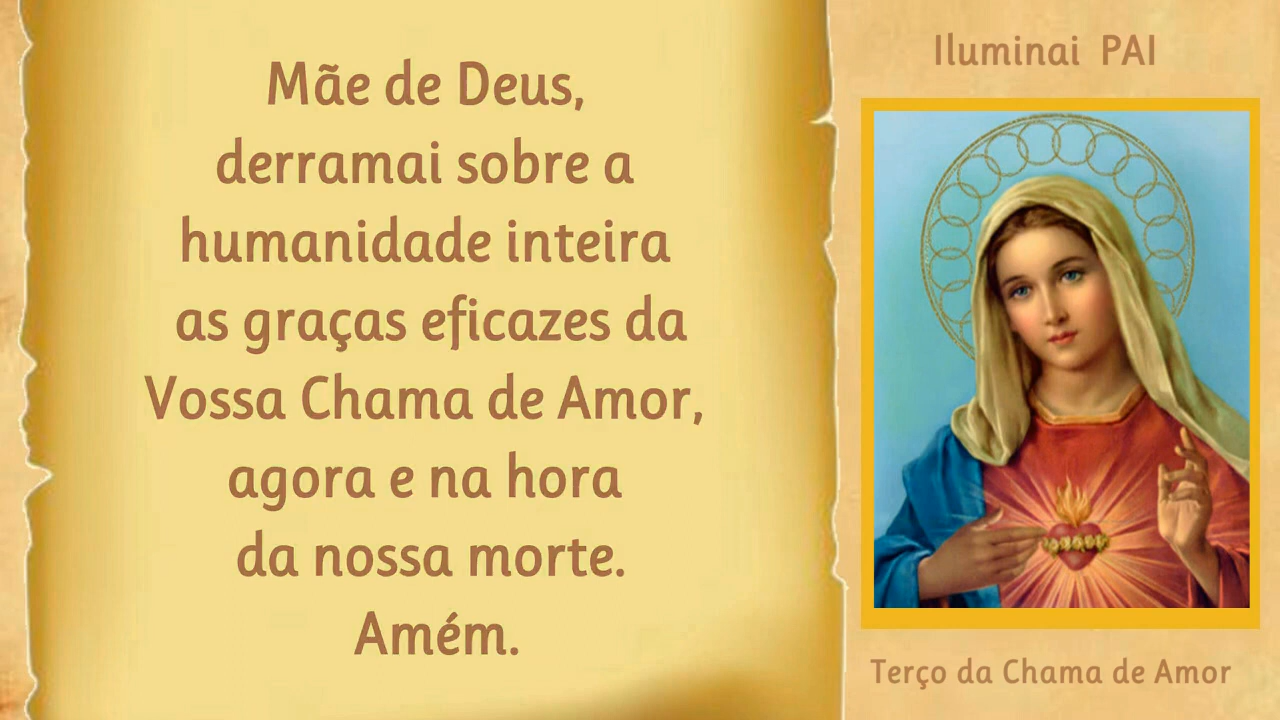 Mãe de Deus,
derramai sobre a
humanidade inteira
as graças eficazes da
Vossa Chama de Amor,
agora e na hora
da nossa morte.
Amém.
Iluminai PAI
Terço da Chama de Amor